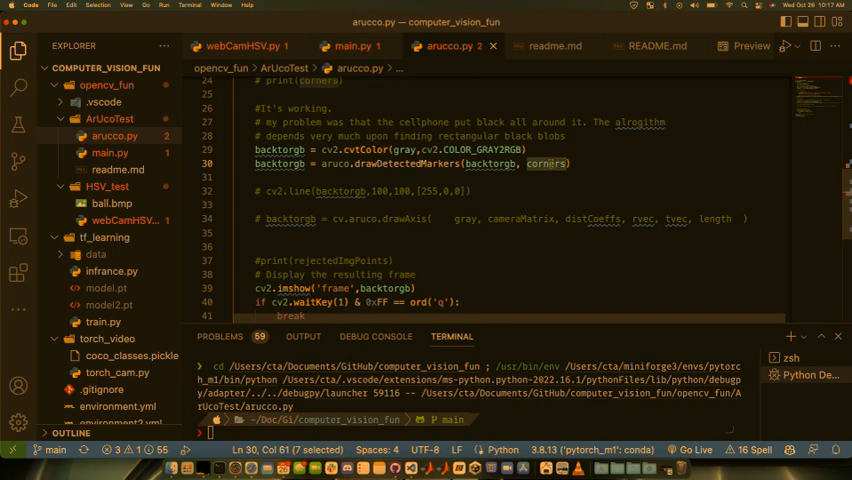 Code File Edit Selection View Go Run Terminal Window Help
Wed Oct 26 10:17 AM
arucco.py — computer_vision_fun
EXPLORER
webCamHSV.py 1 main.py 1 arucco.py 2 readme.md README.md Preview
COMPUTER_VISION_FUN
opencv_fun > ArUcoTest > arucco.py > ...
opencv_fun
.vscode
ArUcoTest
arucco.py 2
main.py 1
readme.md
HSV_test
ball.bmp
webCamHSV... 1
tf_learning
data
infrance.py
model.pt
model2.pt
train.py
torch_video
coco_classes.pickle
torch_cam.py
.gitignore
environment.yml
environment2.yml
OUTLINE
24 # print(corners)
25
26 #It's working.
27 # my problem was that the cellphone put black all around it. The alrogithm
28 # depends very much upon finding rectangular black blobs
29 backtorgb = cv2.cvtColor(gray,cv2.COLOR_GRAY2RGB)
30 backtorgb = aruco.drawDetectedMarkers(backtorgb, corners)
31
32 # cv2.line(backtorgb,100,100,[255,0,0])
33
34 # backtorgb = cv.aruco.drawAxis( gray, cameraMatrix, distCoeffs, rvec, tvec, length )
35
36
37 #print(rejectedImgPoints)
38 # Display the resulting frame
39 cv2.imshow('frame',backtorgb)
40 if cv2.waitKey(1) & 0xFF == ord('q'):
41 break
PROBLEMS 59 OUTPUT DEBUG CONSOLE TERMINAL
cd /Users/cta/Documents/GitHub/computer_vision_fun ; /usr/bin/env /Users/cta/miniforge3/envs/pytorc
h_m1/bin/python /Users/cta/.vscode/extensions/ms-python.python-2022.16.1/pythonFiles/lib/python/debug
py/adapter/../../debugpy/launcher 59116 -- /Users/cta/Documents/GitHub/computer_vision_fun/opencv_fun/A
rUcoTest/arucco.py
~/Doc/Gi/computer_vision_fun main
zsh
Python De...
main 3 1 55 Ln 30, Col 61 (7 selected) Spaces: 4 UTF-8 LF Python 3.8.13 ('pytorch_m1': conda) Go Live 16 Spell